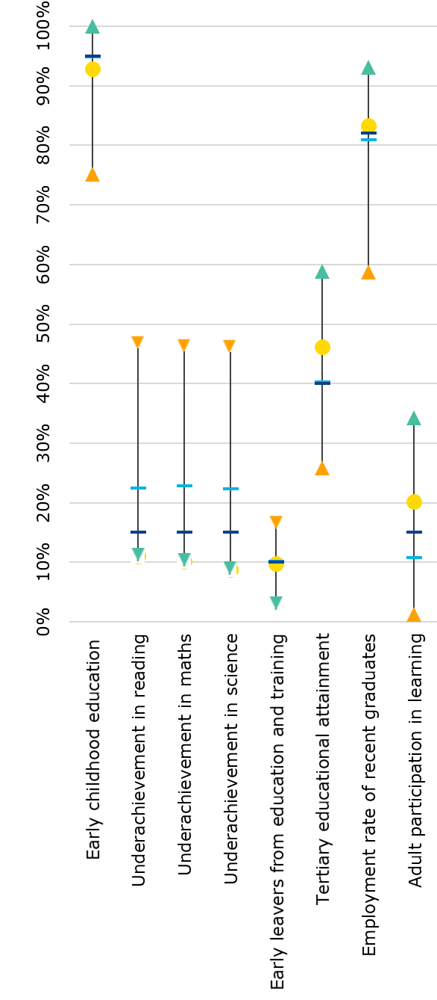 100%
90%
80%
70%
60%
50%
40%
30%
20%
10%
0%
Early childhood education
Underachievement in reading
Underachievement in maths
Underachievement in science
Early leavers from education and training
Tertiary educational attainment
Employment rate of recent graduates
Adult participation in learning